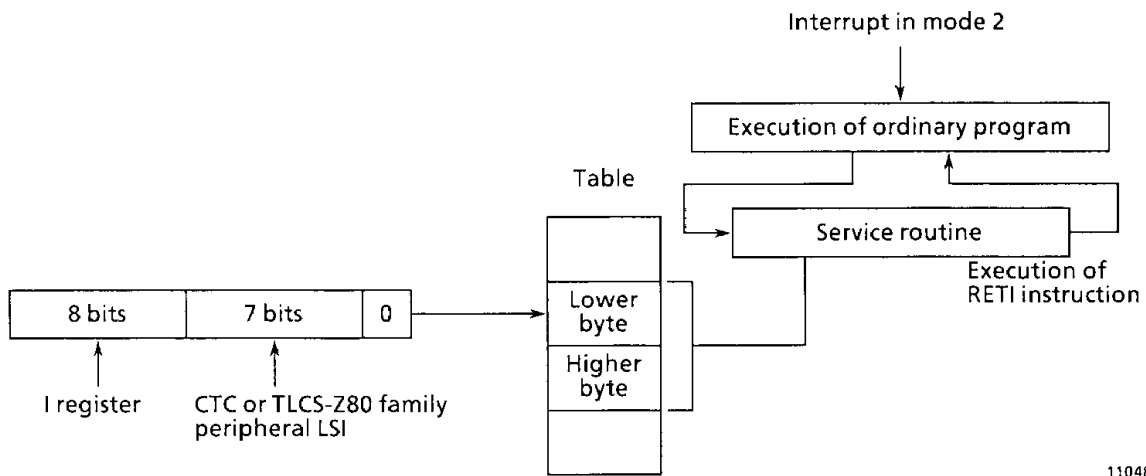 Interrupt in mode 2
Execution of ordinary program
Table
Service routine
Execution of
RETI instruction
Lower
byte
8 bits
7 bits
0
Higher
byte
I register
CTC or TLCS-Z80 family
peripheral LSI